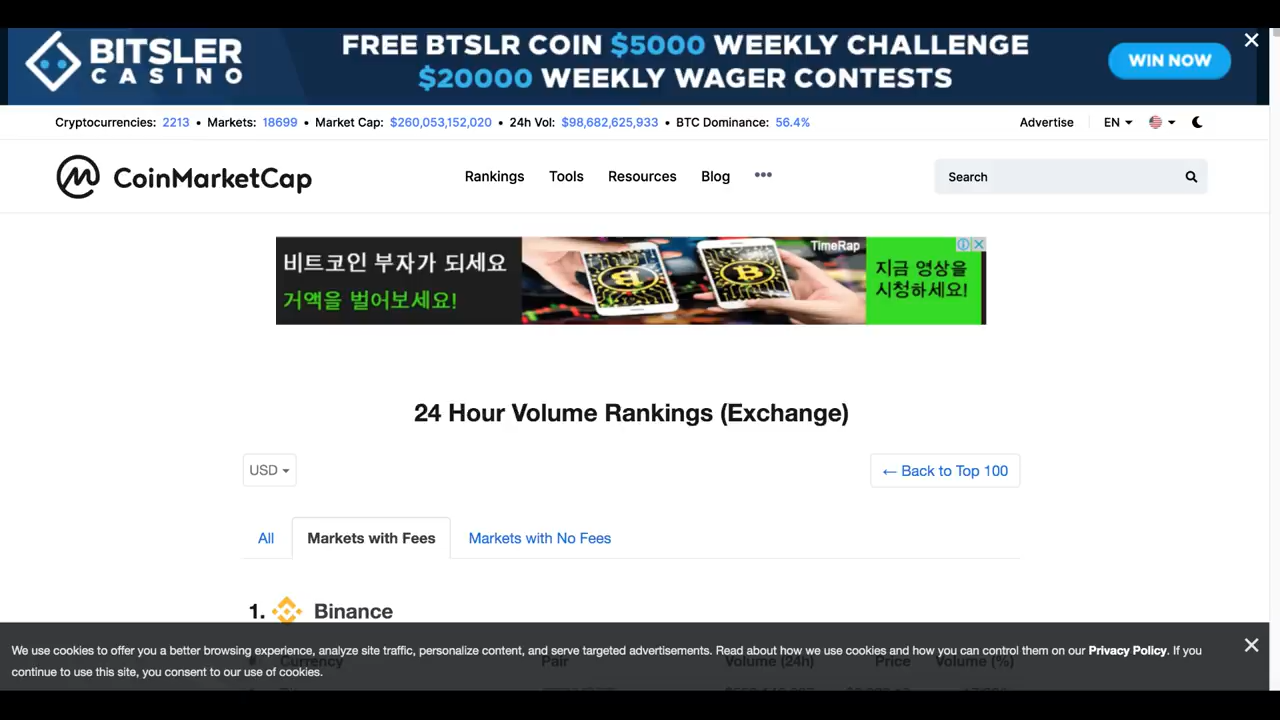 BITSLER
CASINO
FREE BTSLR COIN $5000 WEEKLY CHALLENGE
$20000 WEEKLY WAGER CONTESTS
WIN NOW
Cryptocurrencies: 2213 • Markets: 18699 • Market Cap: $260,053,152,020 • 24h Vol: $98,682,625,933 • BTC Dominance: 56.4%
Advertise
EN
CoinMarketCap
Rankings
Tools
Resources
Blog
Search
비트코인 부자가 되세요
거액을 벌어보세요!
TimeRap
지금 영상을
시청하세요!
24 Hour Volume Rankings (Exchange)
USD
← Back to Top 100
All
Markets with Fees
Markets with No Fees
1. Binance
We use cookies to offer you a better browsing experience, analyze site traffic, personalize content, and serve targeted advertisements. Read about how we use cookies and how you can control them on our Privacy Policy. If you
continue to use this site, you consent to our use of cookies.
# Currency Pair Volume (24h) Price Volume (%)